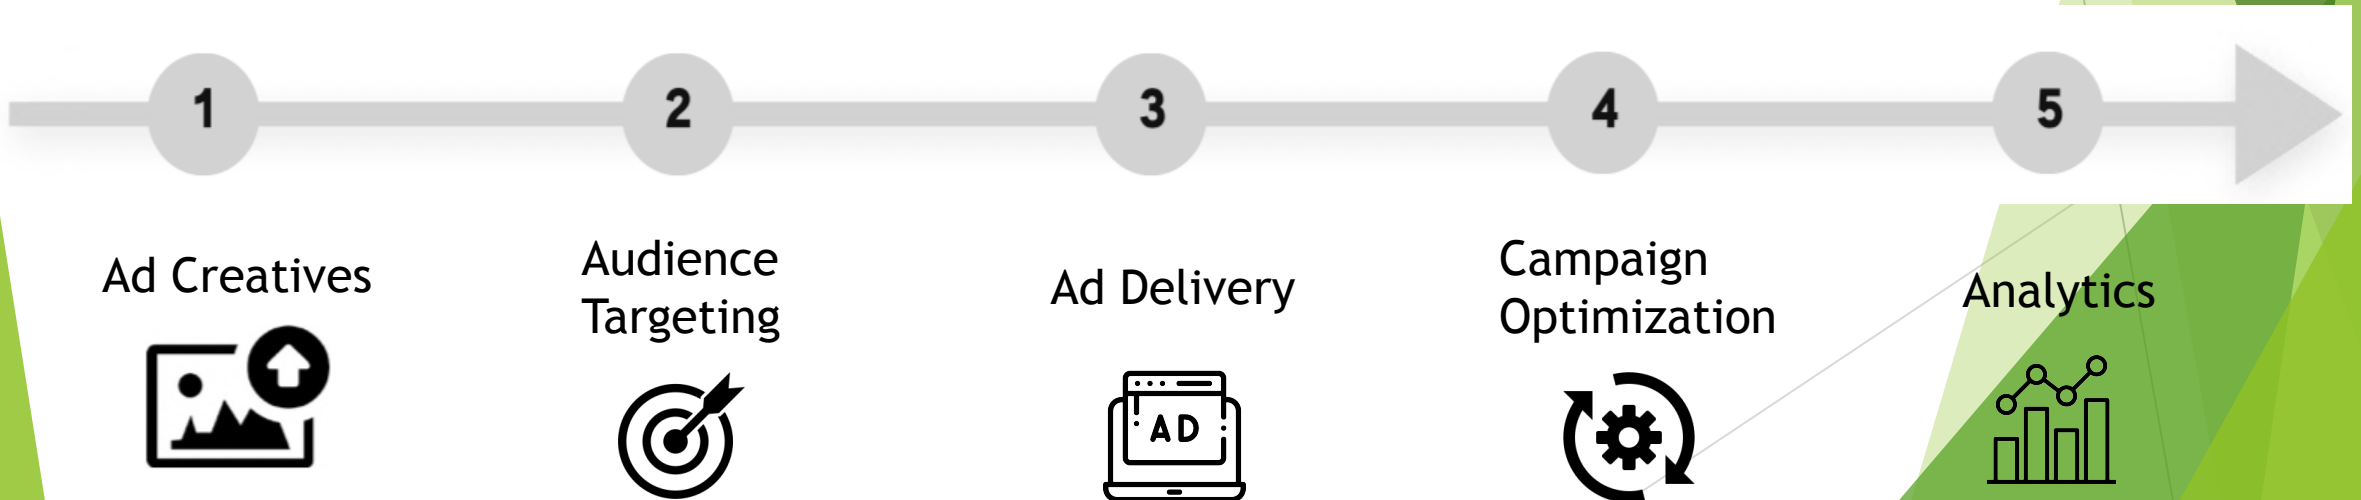 1 2 3 4 5
Ad Creatives
Audience
Targeting
Ad Delivery
Campaign
Optimization
Analytics
AD